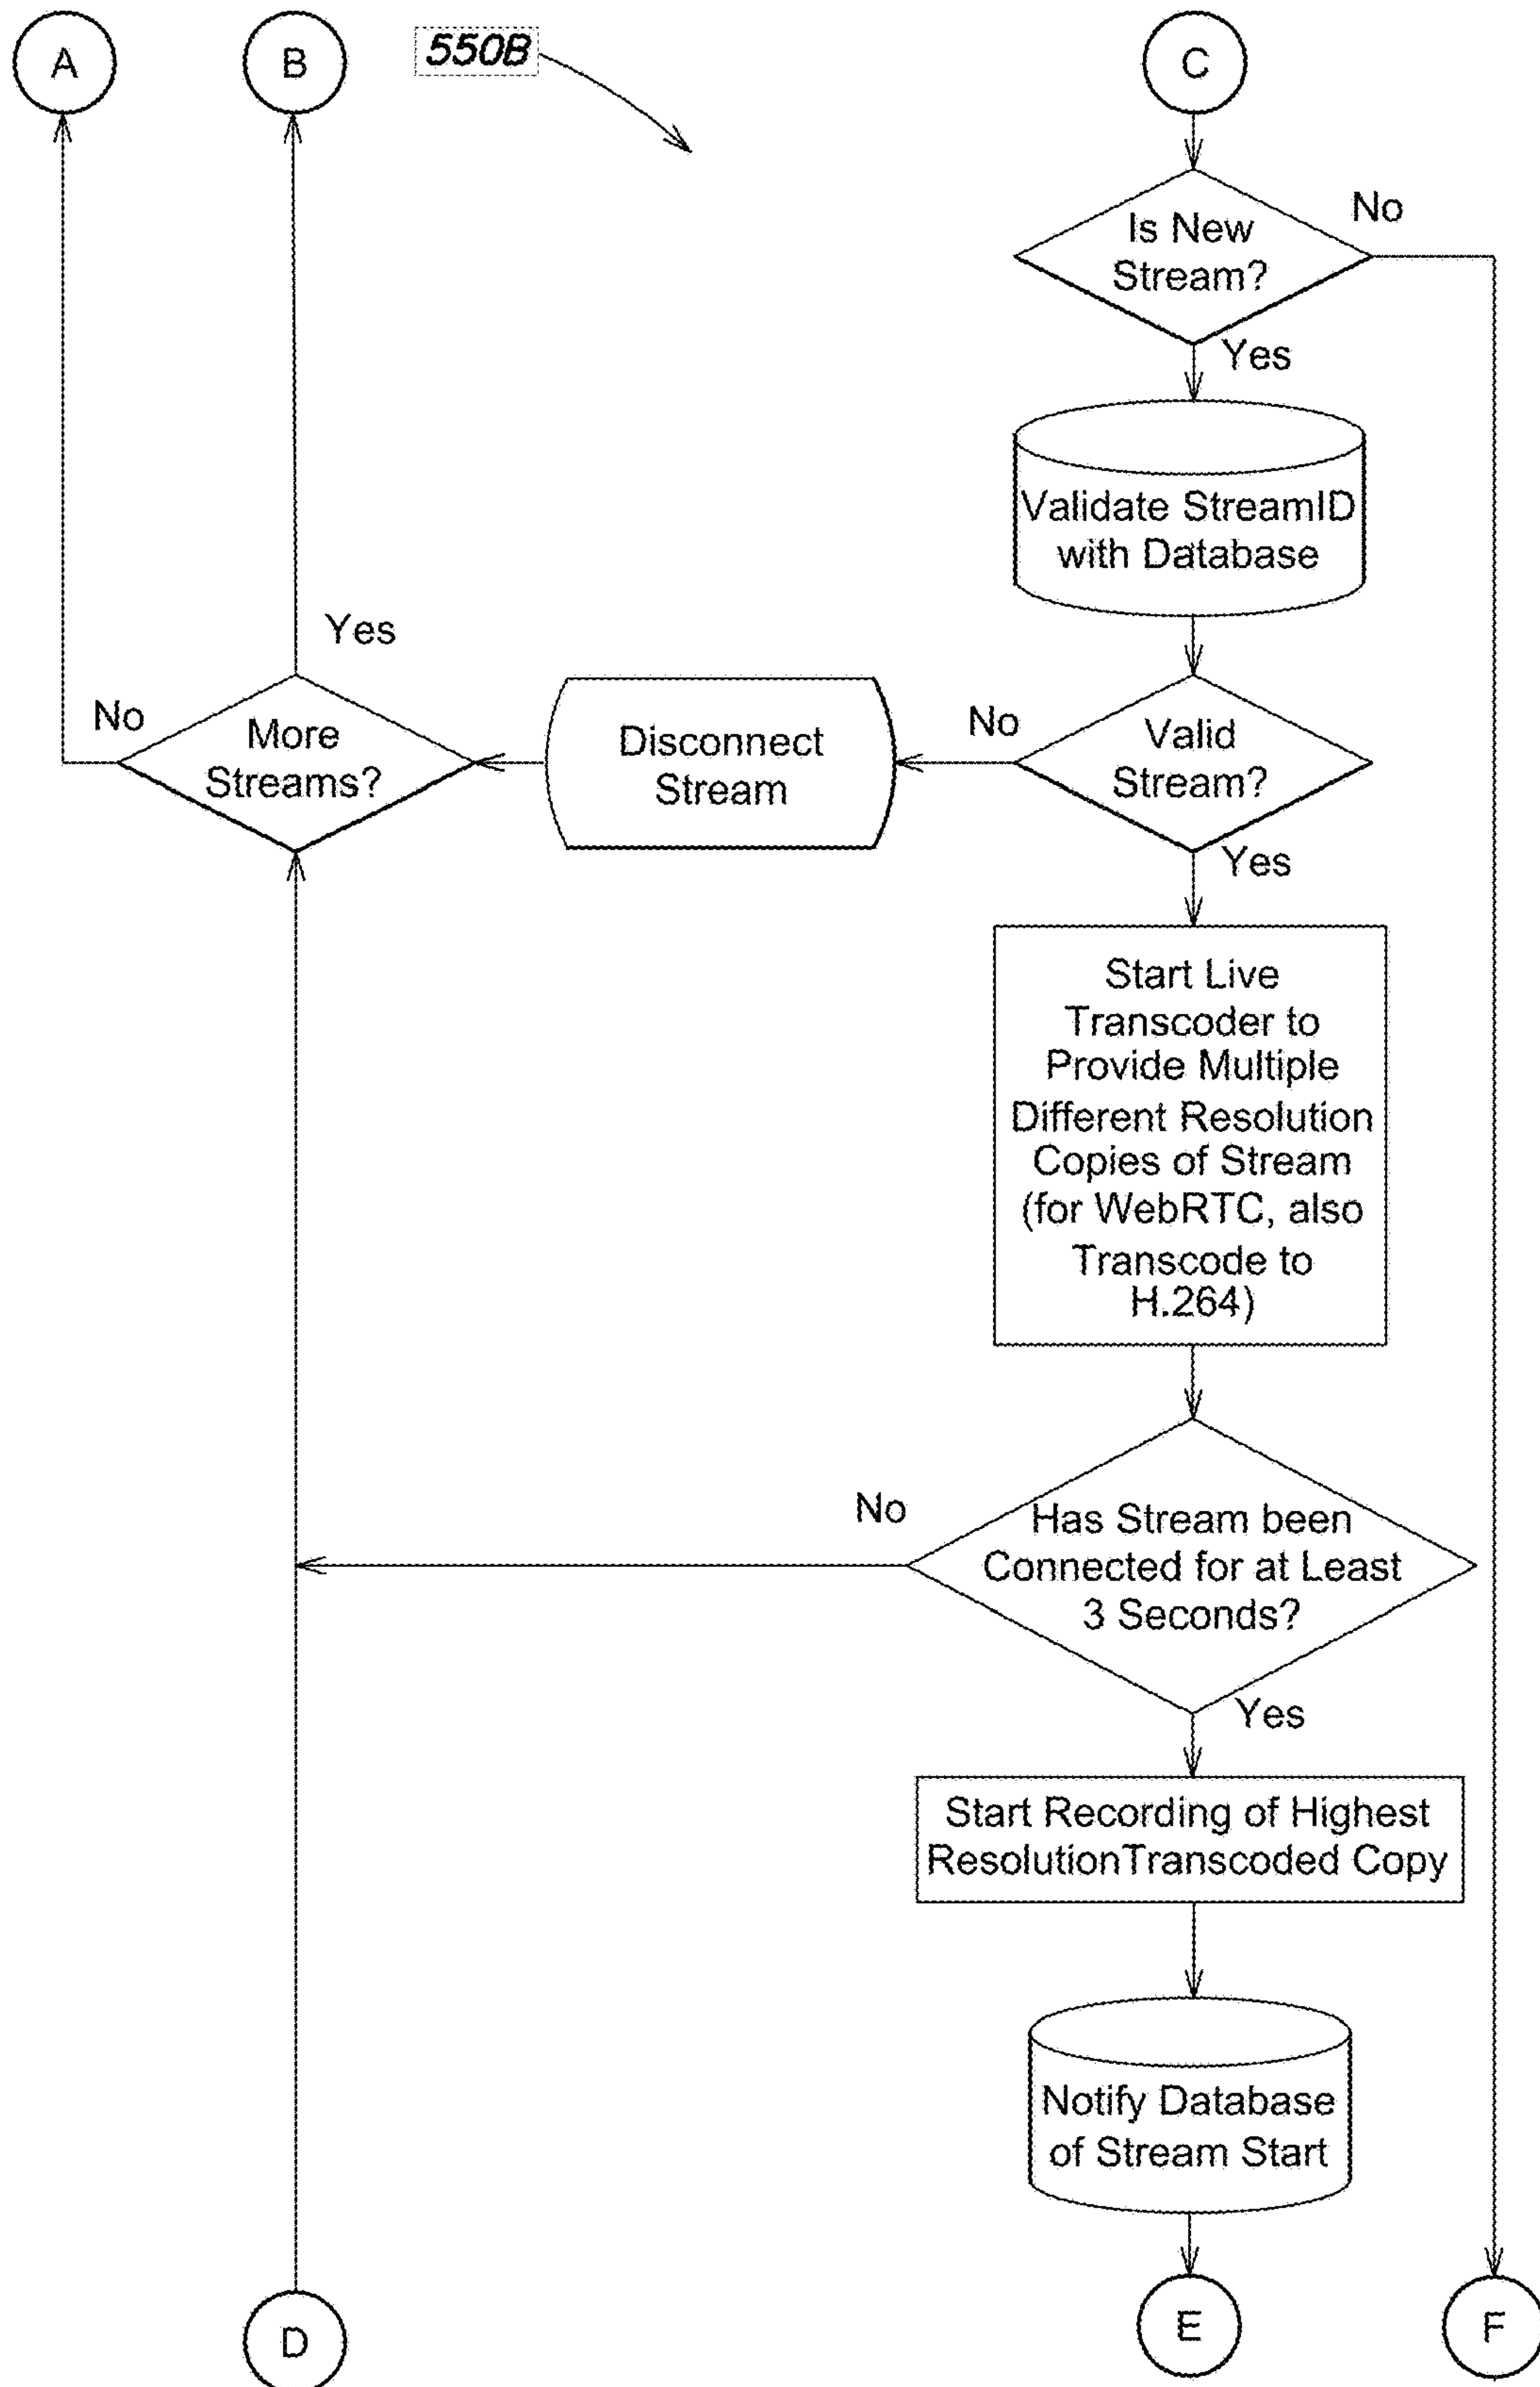 A
B
550B
C
Is New
Stream?
No
Yes
Validate StreamID
with Database
Yes
No
More
Streams?
Disconnect
Stream
No
Valid
Stream?
Yes
Start Live
Transcoder to
Provide Multiple
Different Resolution
Copies of Stream
(for WebRTC, also
Transcode to
H.264)
No
Has Stream been
Connected for at Least
3 Seconds?
Yes
Start Recording of Highest
ResolutionTranscoded Copy
Notify Database
of Stream Start
D
E
F